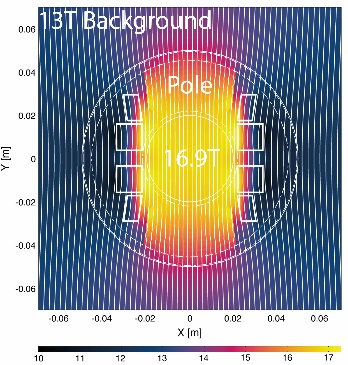 13T Background
0.06
0.04
Pole
0.02
Y [m]
0
16.9T
-0.02
-0.04
-0.06
-0.06 -0.04 -0.02 0 0.02 0.04 0.06
X [m]
10 11 12 13 14 15 16 17